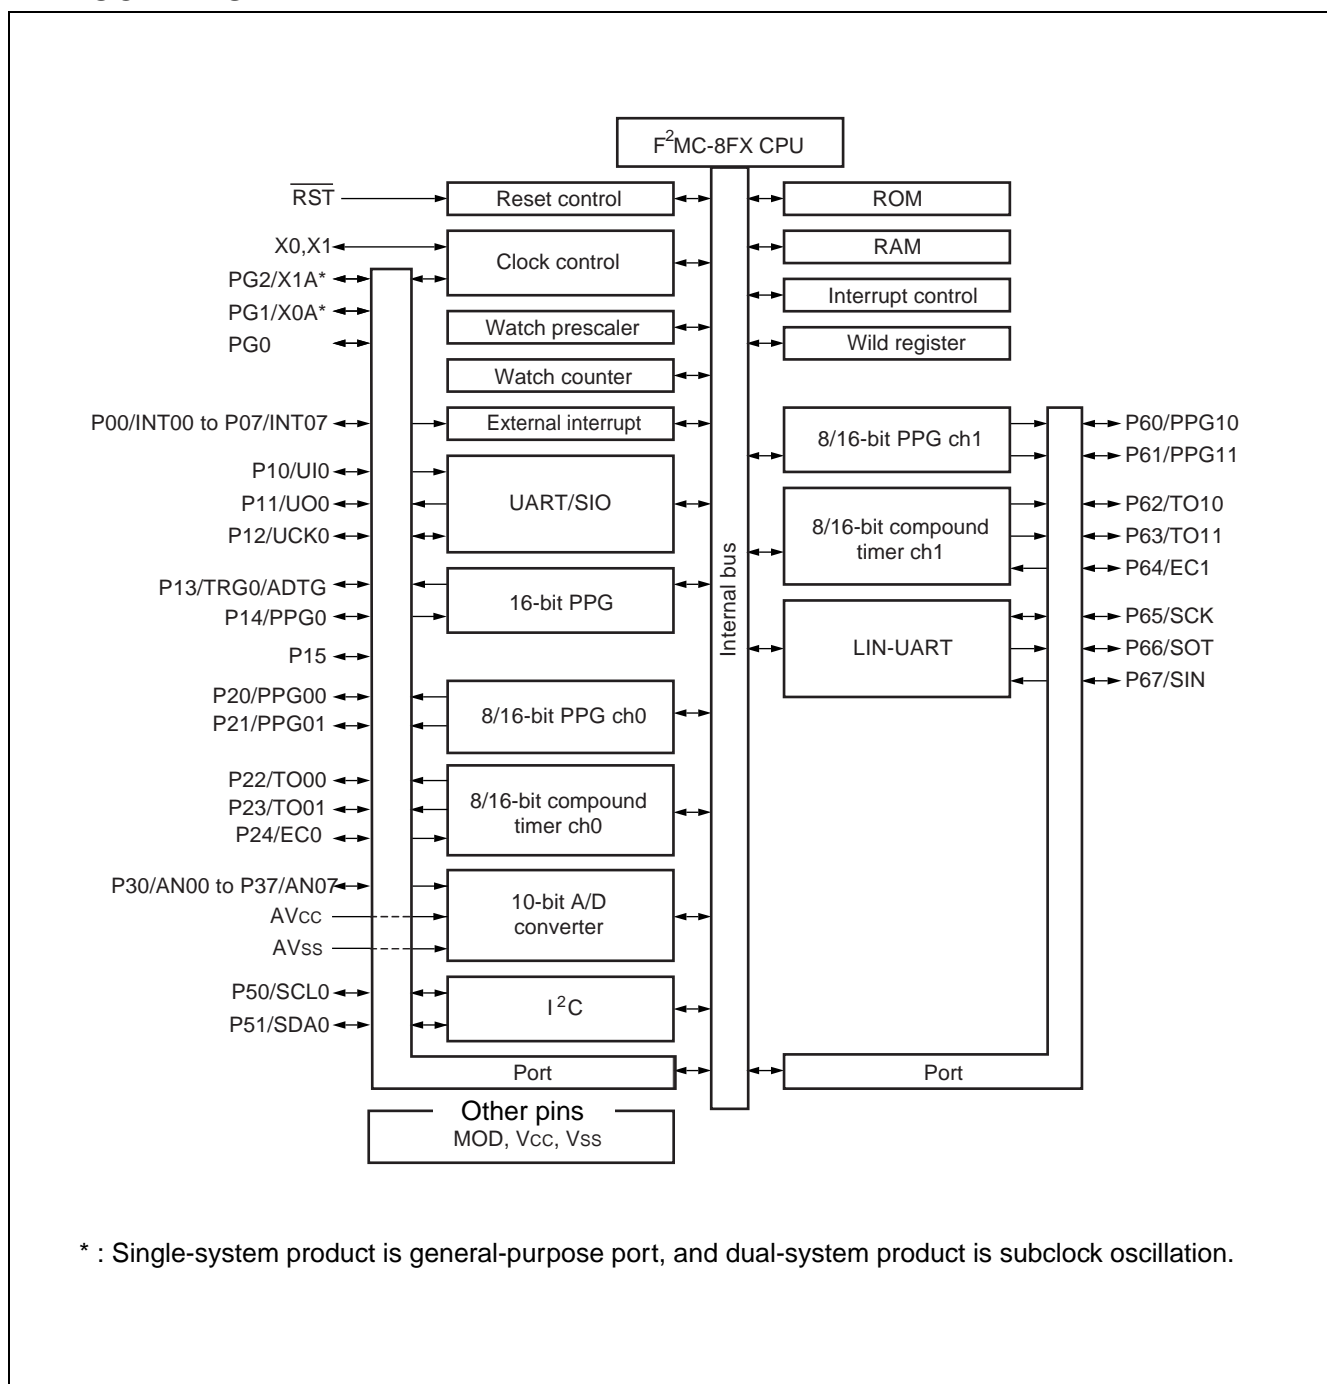 F²MC-8FX CPU
RST
Reset control
ROM
X0,X1
Clock control
RAM
PG2/X1A*
PG1/X0A*
Interrupt control
PG0
Watch prescaler
Wild register
Watch counter
P00/INT00 to P07/INT07
External interrupt
8/16-bit PPG ch1
P60/PPG10
P61/PPG11
P10/UI0
P11/UO0
P12/UCK0
UART/SIO
8/16-bit compound
timer ch1
P62/TO10
P63/TO11
P64/EC1
Internal bus
P13/TRG0/ADTG
P14/PPG0
16-bit PPG
P15
LIN-UART
P65/SCK
P66/SOT
P67/SIN
P20/PPG00
P21/PPG01
8/16-bit PPG ch0
P22/TO00
P23/TO01
P24/EC0
8/16-bit compound
timer ch0
P30/AN00 to P37/AN07
AVCC
AVSS
10-bit A/D
converter
P50/SCL0
P51/SDA0
I²C
Port
Port
Other pins
MOD, VCC, VSS
* : Single-system product is general-purpose port, and dual-system product is subclock oscillation.